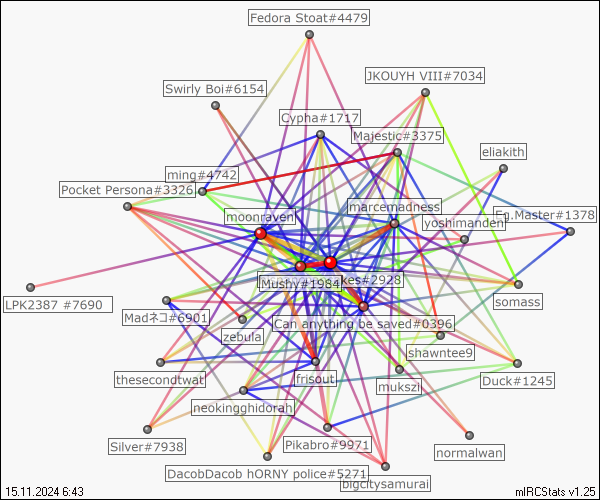 Fedora Stoat#4479
JKOUYH VIII#7034
Swirly Boi#6154
Cypha#1717
Majestic#3375
eliakith
ming#4742
Pocket Persona#3326
marcemadness
moonraven
Eg.Master#1378
yoshimanden
Mushy#1984
kes#2928
LPK2387 #7690
somass
Madネコ#6901
Can anything be saved#0396
zebula
shawntee9
thesecondtwat
frisout
mukszi
Duck#1245
neokingghidorah
Silver#7938
Pikabro#9971
normalwan
DacobDacob hORNY police#5271
bigcitysamurai
15.11.2024 6:43
mIRCStats v1.25